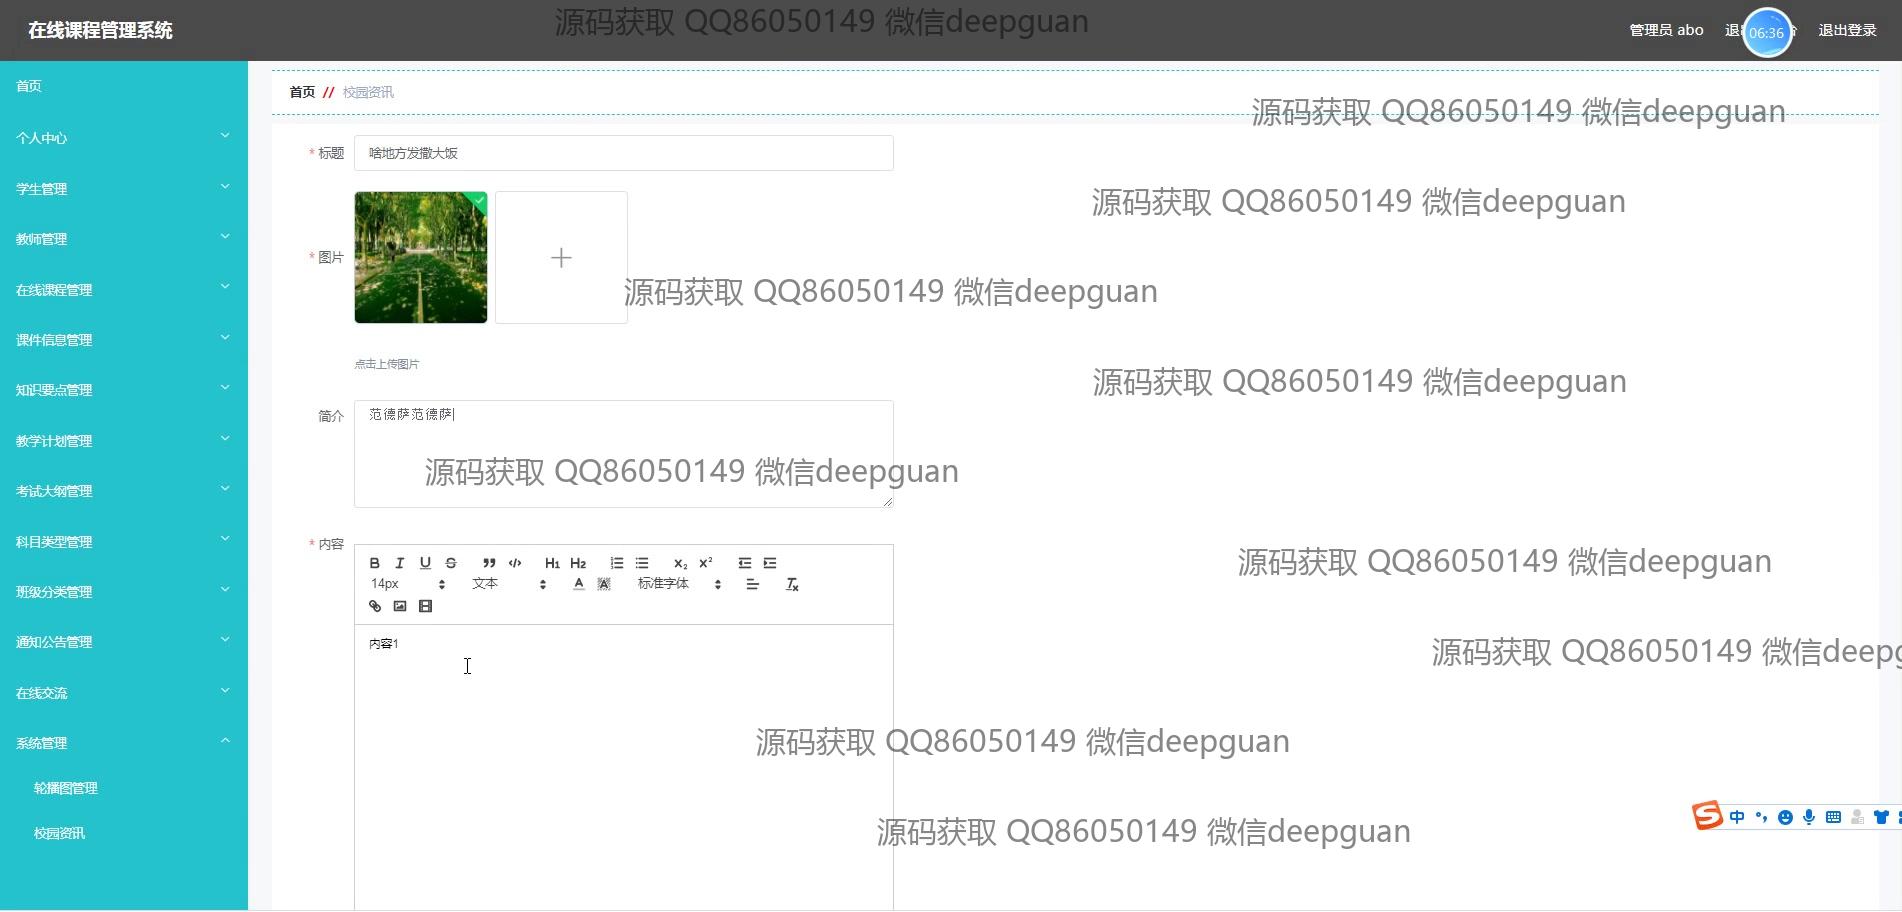 在线课程管理系统
源码获取 QQ86050149 微信deepguan
管理员 abo
06:36
退出登录
首页
个人中心
学生管理
教师管理
在线课程管理
课件信息管理
知识要点管理
教学计划管理
考试大纲管理
科目类型管理
班级分类管理
通知公告管理
在线交流
系统管理
轮播图管理
校园资讯
首页 // 校园资讯
源码获取 QQ86050149 微信deepguan
* 标题
啥地方发撒大饭
源码获取 QQ86050149 微信deepguan
* 图片
源码获取 QQ86050149 微信deepguan
点击上传图片
源码获取 QQ86050149 微信deepguan
简介
范德萨范德萨
源码获取 QQ86050149 微信deepguan
* 内容
B I U S H1 H2 X2 X2
14px 文本 A A 标准字体 Tx
源码获取 QQ86050149 微信deepguan
内容1
源码获取 QQ86050149 微信deep
源码获取 QQ86050149 微信deepguan
中
源码获取 QQ86050149 微信deepguan